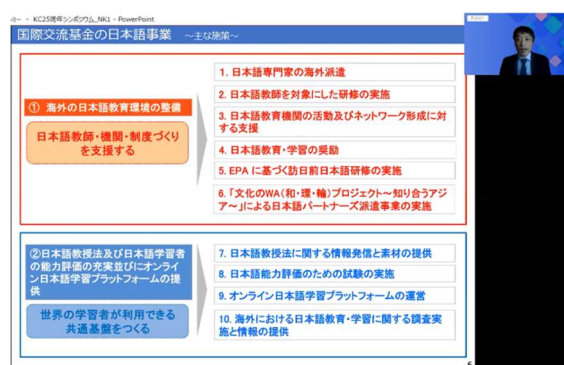 KC25周年シンポジウム_NK1 - PowerPoint
国際交流基金の日本語事業 ～主な施策～
① 海外の日本語教育環境の整備
日本語教師・機関・制度づくり
を支援する
1. 日本語専門家の海外派遣
2. 日本語教師を対象にした研修の実施
3. 日本語教育機関の活動及びネットワーク形成に対
する支援
4. 日本語教育・学習の奨励
5. EPA に基づく訪日前日本語研修の実施
6. 「文化のWA(和・環・輪)プロジェクト～知り合うアジ
ア～」による日本語パートナーズ派遣事業の実施
②日本語教授法及び日本語学習者
の能力評価の充実並びにオンライ
ン日本語学習プラットフォームの提
供
世界の学習者が利用できる
共通基盤をつくる
7. 日本語教授法に関する情報発信と素材の提供
8. 日本語能力評価のための試験の実施
9. オンライン日本語学習プラットフォームの運営
10. 海外における日本語教育・学習に関する調査実
施と情報の提供